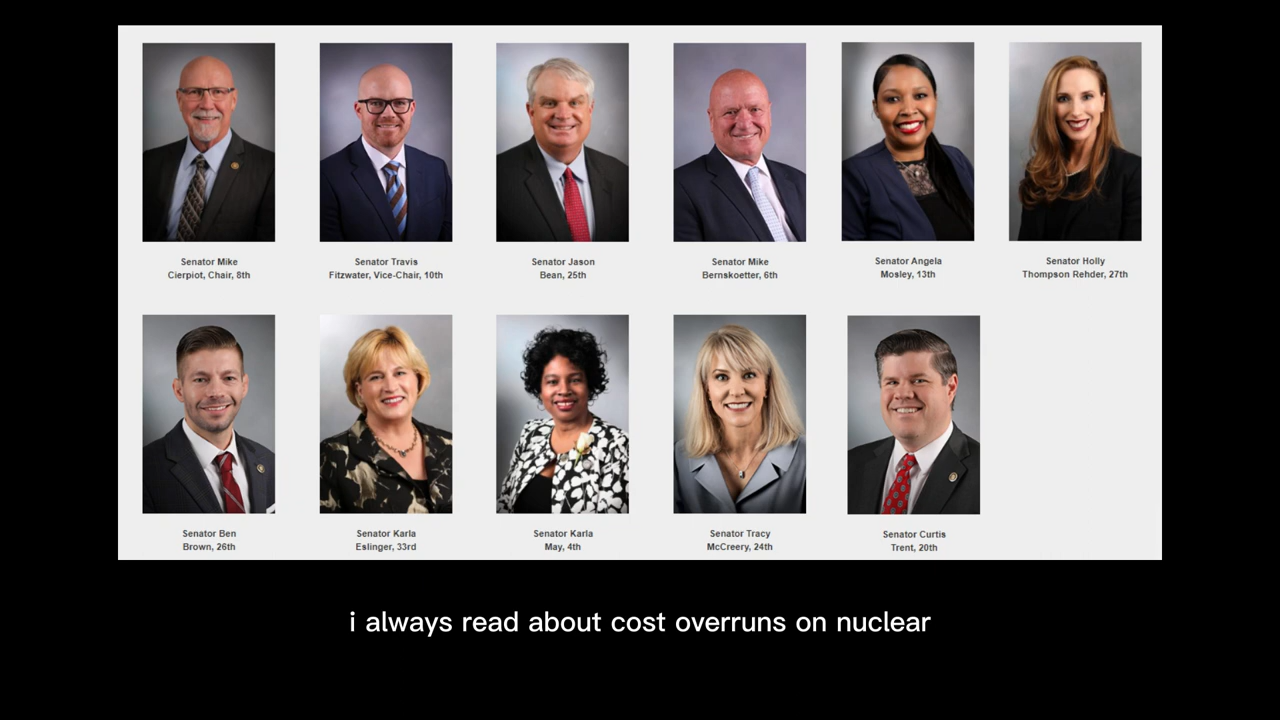 Senator Mike
Cierpiot, Chair, 8th
Senator Travis
Fitzwater, Vice-Chair, 10th
Senator Jason
Bean, 25th
Senator Mike
Bernskoetter, 6th
Senator Angela
Mosley, 13th
Senator Holly
Thompson Rehder, 27th
Senator Ben
Brown, 26th
Senator Karla
Eslinger, 33rd
Senator Karla
May, 4th
Senator Tracy
McCreery, 24th
Senator Curtis
Trent, 20th
i always read about cost overruns on nuclear